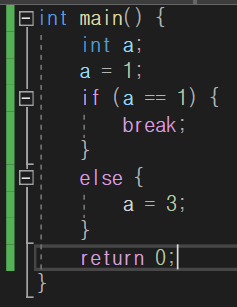 int main() {
    int a;
    a = 1;
    if (a == 1) {
        break;
    }
    else {
        a = 3;
    }
    return 0;
}